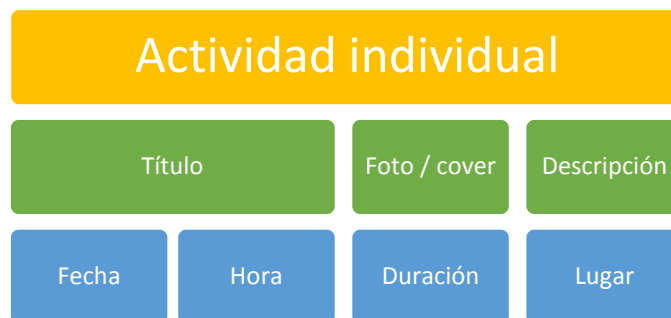 Actividad individual
Título
Foto / cover
Descripción
Fecha
Hora
Duración
Lugar